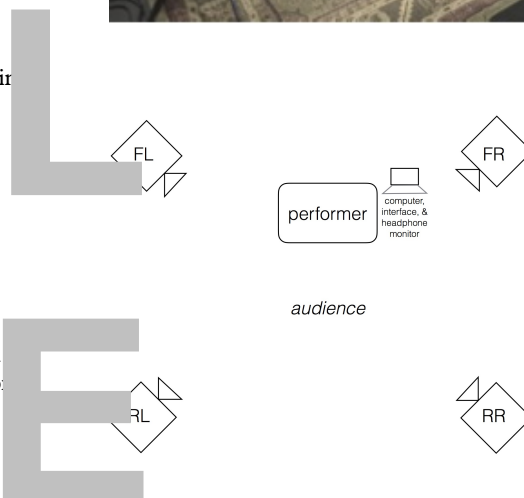 L
FL
FR
performer
computer,
interface, &
headphone
monitor
audience
E
RL
RR